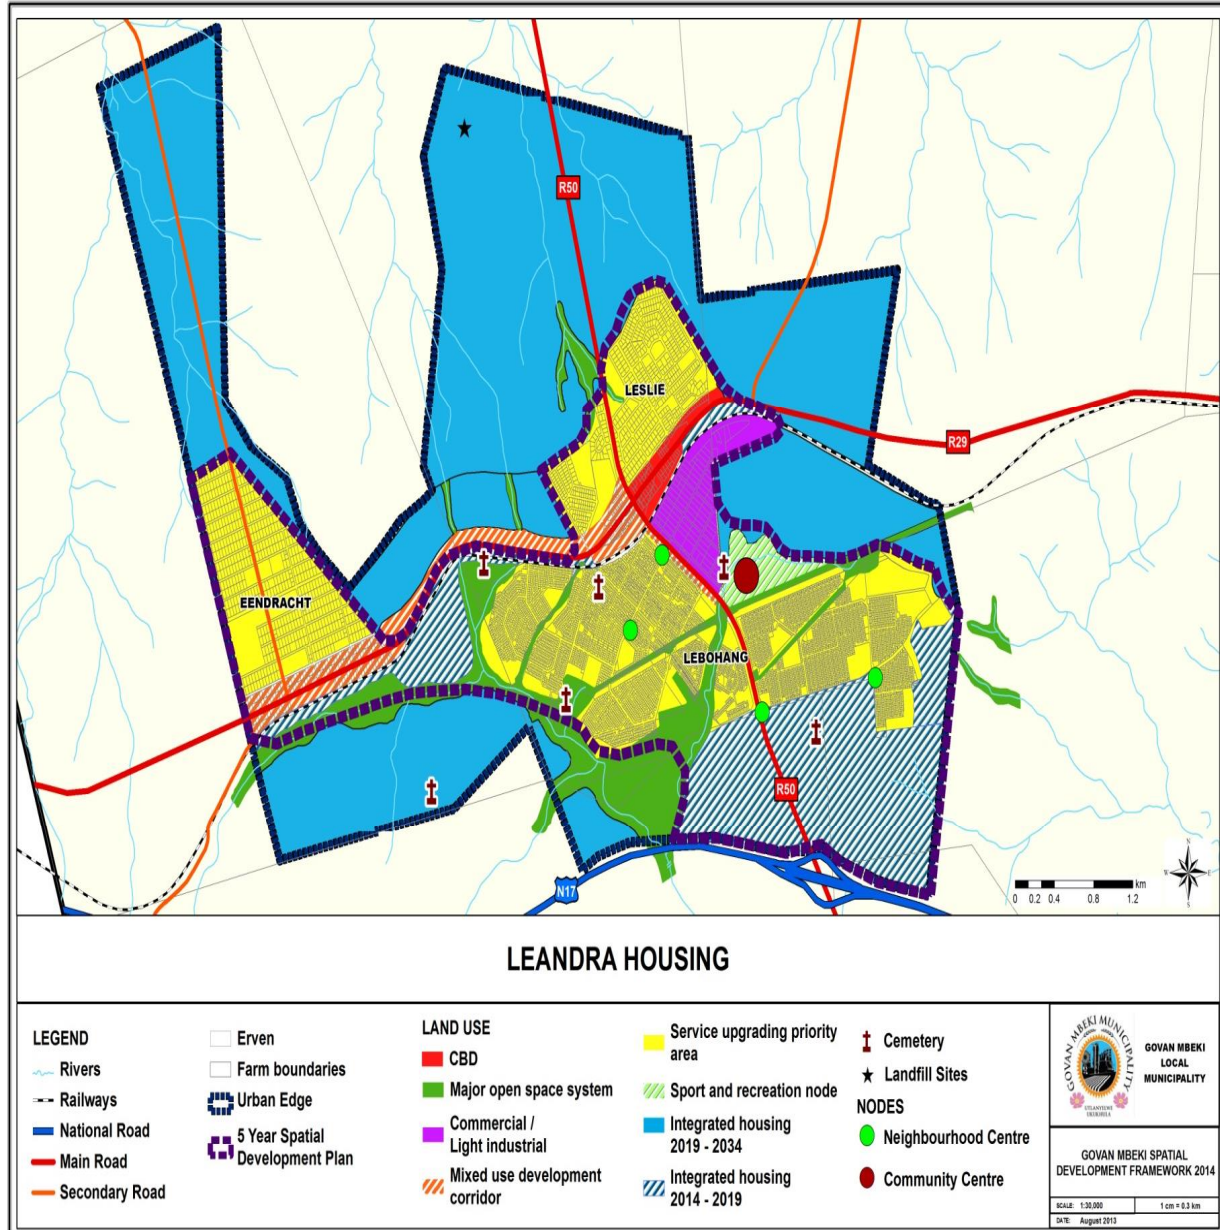 R50
LESLIE
R29
EENDRACHT
LEBOHANG
R50
N17
N
W
E
S
km
0 0.2 0.4 0.8 1.2
LEANDRA HOUSING
LEGEND
Rivers
Railways
National Road
Main Road
Secondary Road
Erven
Farm boundaries
Urban Edge
5 Year Spatial
Development Plan
LAND USE
CBD
Major open space system
Commercial /
Light industrial
Mixed use development
corridor
Service upgrading priority
area
Sport and recreation node
Integrated housing
2019 - 2034
Integrated housing
2014 - 2019
Cemetery
Landfill Sites
NODES
Neighbourhood Centre
Community Centre
GOVAN MBEKI MUNICIPALITY
GOVAN MBEKI
LOCAL
MUNICIPALITY
GOVAN MBEKI SPATIAL
DEVELOPMENT FRAMEWORK 2014
SCALE: 1:30,000
1 cm = 0.3 km
DATE: August 2013